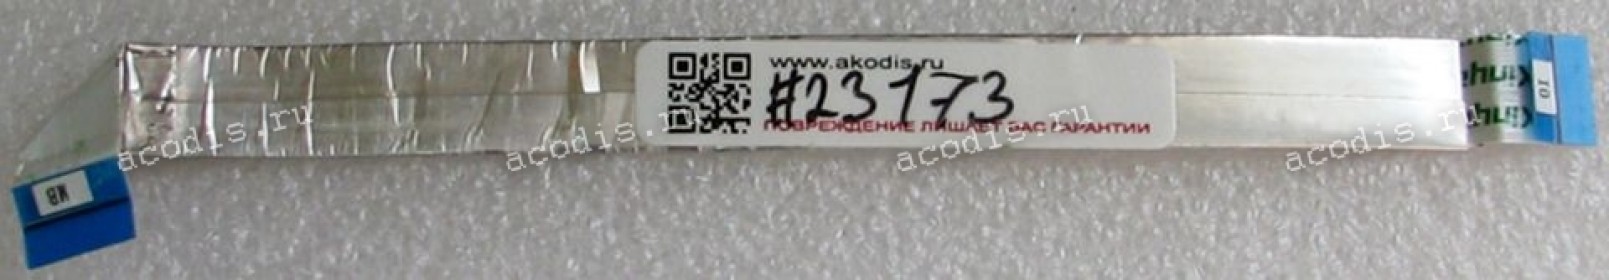 www.akodis.ru
#23173
ПОВРЕЖДЕНИЕ ЛИШАЕТ ВАС ГАРАНТИИ
MB
IO
acodis.ru
acodis.ru
acodis.ru
acodis.ru